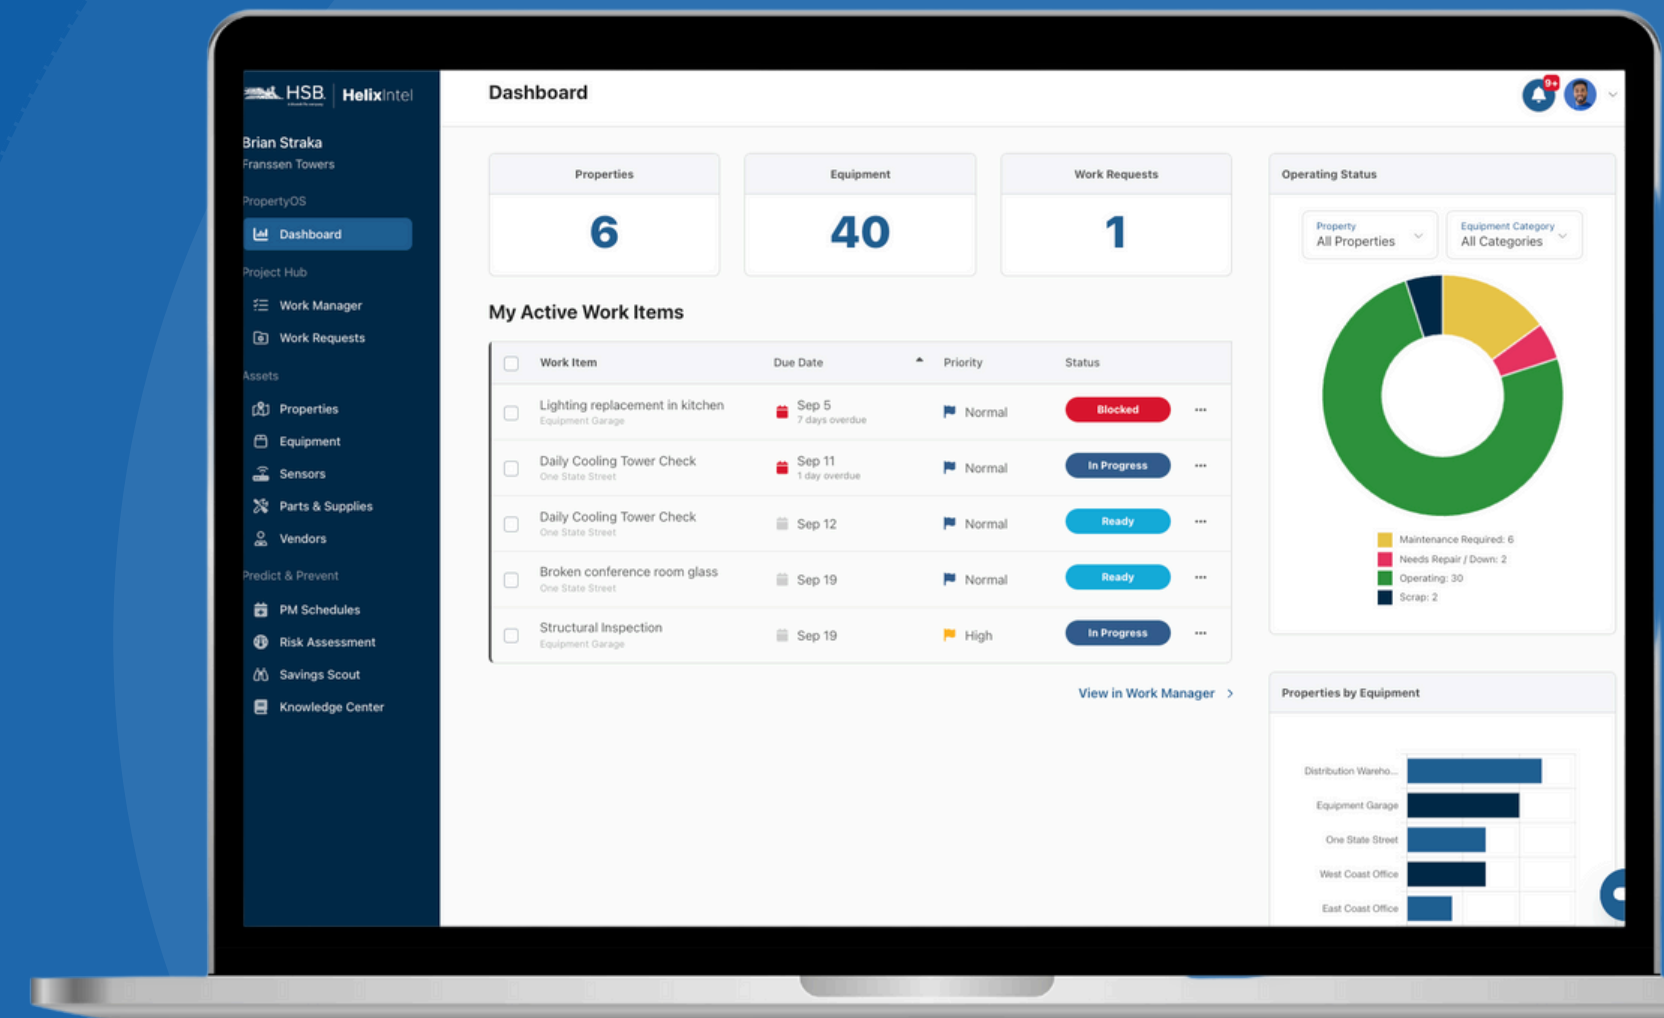 HSB. HelixIntel
Brian Straka
Franssen Towers
PropertyOS
Dashboard
Project Hub
Work Manager
Work Requests
Assets
Properties
Equipment
Sensors
Parts & Supplies
Vendors
Predict & Prevent
PM Schedules
Risk Assessment
Savings Scout
Knowledge Center
Dashboard
9+
Properties
6
Equipment
40
Work Requests
1
My Active Work Items
Work Item Due Date Priority Status
Lighting replacement in kitchen Sep 5 Normal Blocked
Equipment Garage 7 days overdue
Daily Cooling Tower Check Sep 11 Normal In Progress
One State Street 1 day overdue
Daily Cooling Tower Check Sep 12 Normal Ready
One State Street
Broken conference room glass Sep 19 Normal Ready
One State Street
Structural Inspection Sep 19 High In Progress
Equipment Garage
View in Work Manager
Operating Status
Property
All Properties
Equipment Category
All Categories
Maintenance Required: 6
Needs Repair / Down: 2
Operating: 30
Scrap: 2
Properties by Equipment
Distribution Wareho...
Equipment Garage
One State Street
West Coast Office
East Coast Office